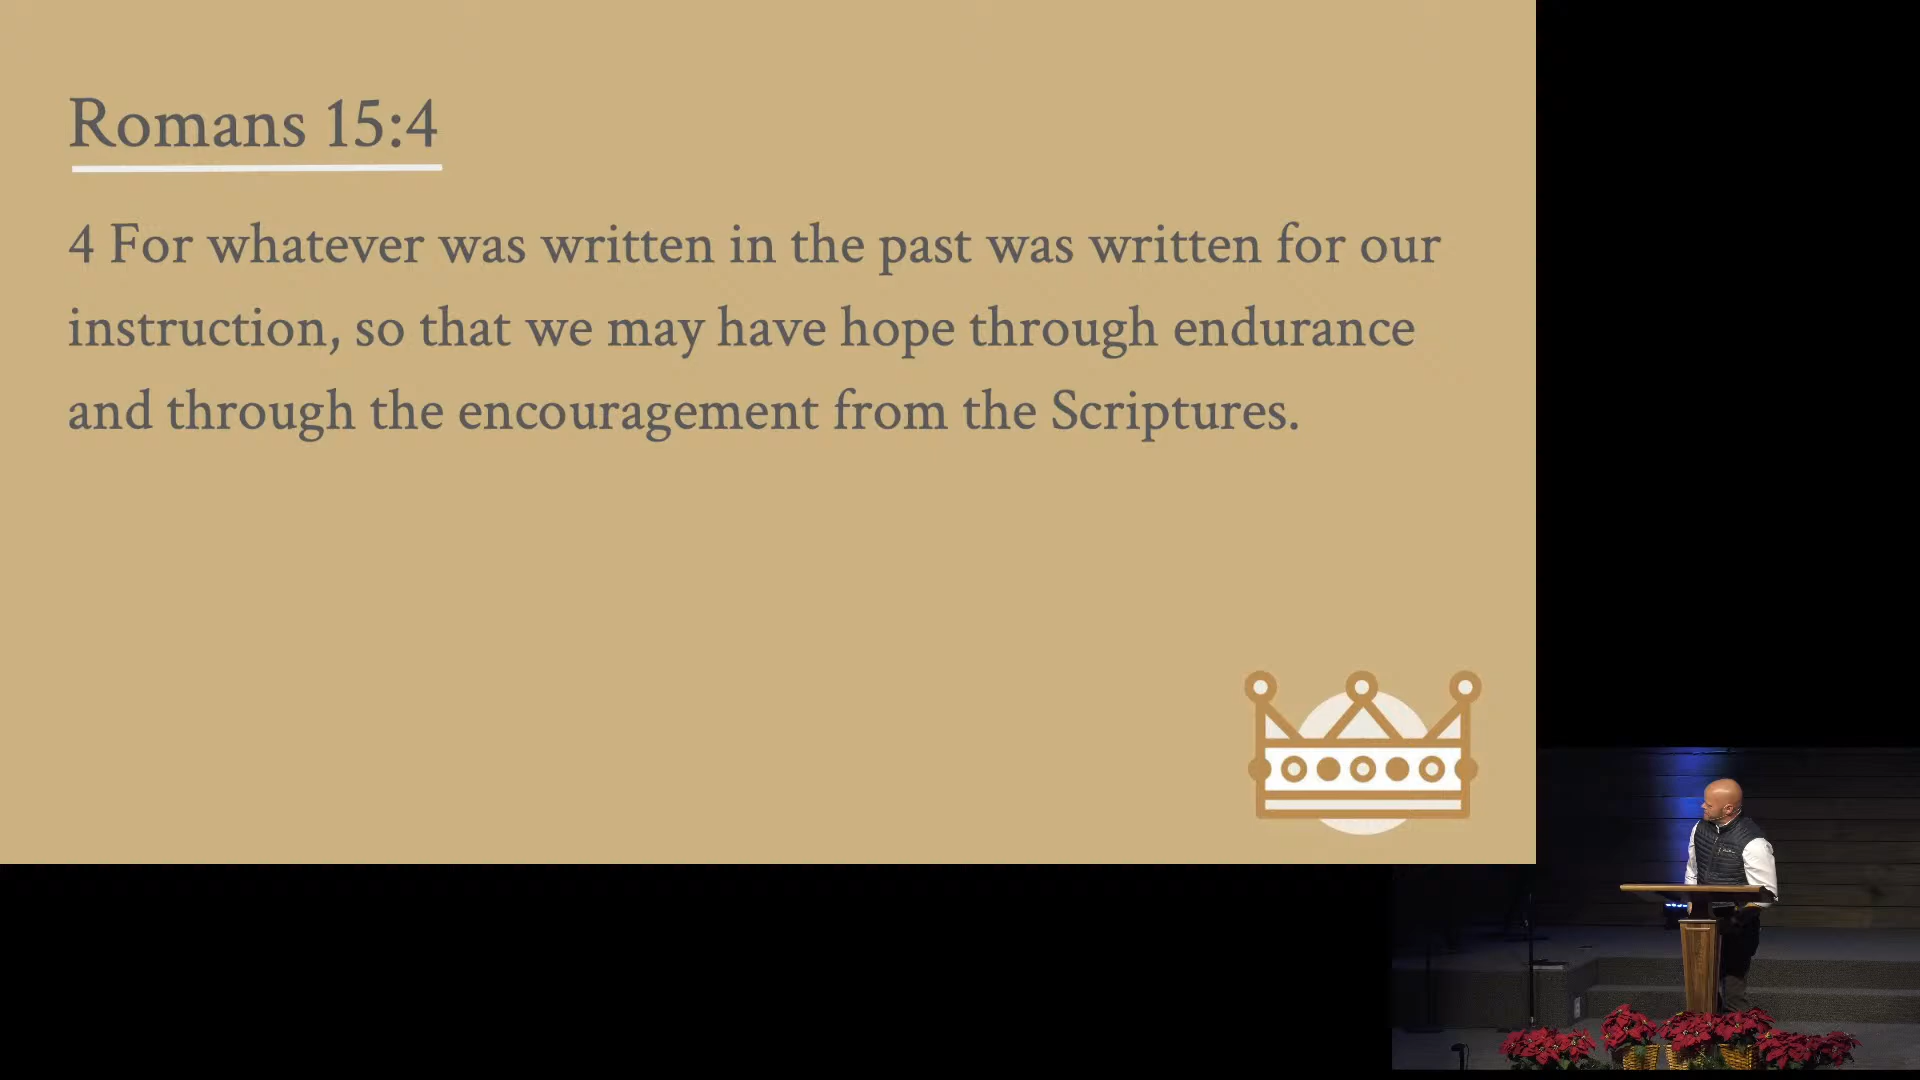 Romans 15:4
4 For whatever was written in the past was written for our
instruction, so that we may have hope through endurance
and through the encouragement from the Scriptures.